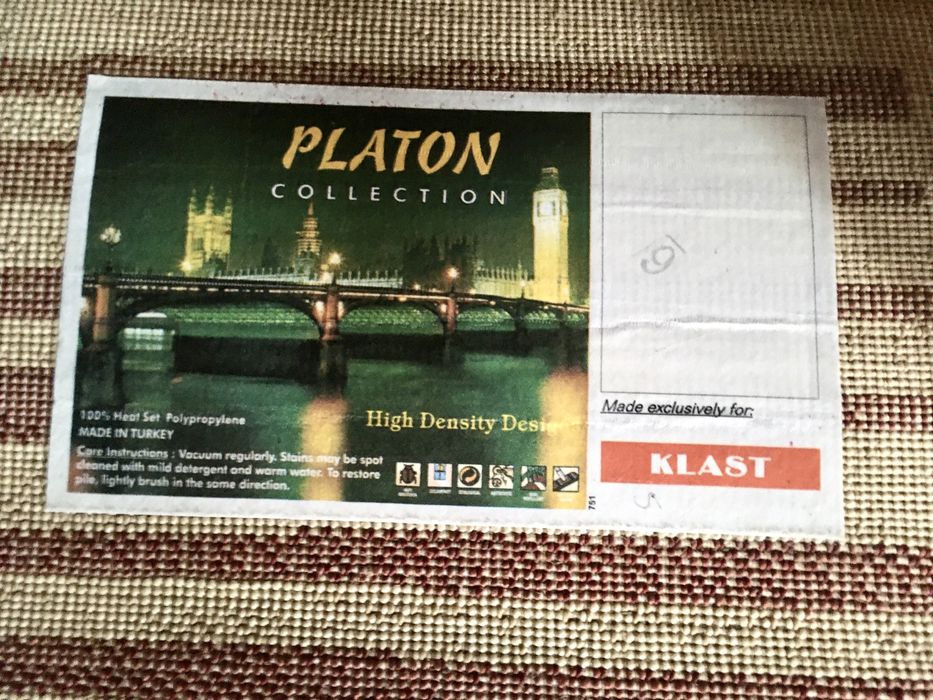 PLATON
COLLECTION
100% Heat Set Polypropylene
MADE IN TURKEY
High Density
Care Instructions : Vacuum regularly. Stains may be spot
cleaned with mild detergent and warm water. To restore
pile, lightly brush in the same direction.
751
Made exclusively for:
KLAST